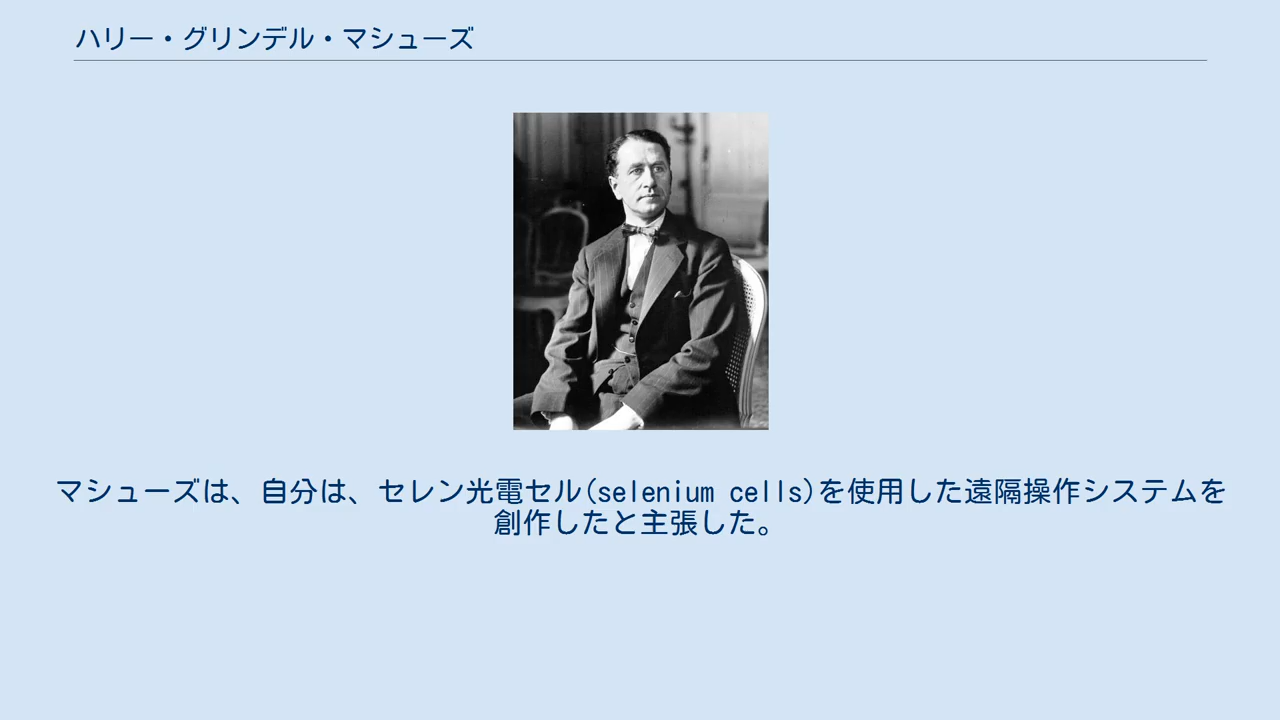 ハリー・グリンデル・マシューズ
マシューズは、自分は、セレン光電セル(selenium cells)を使用した遠隔操作システムを
創作したと主張した。